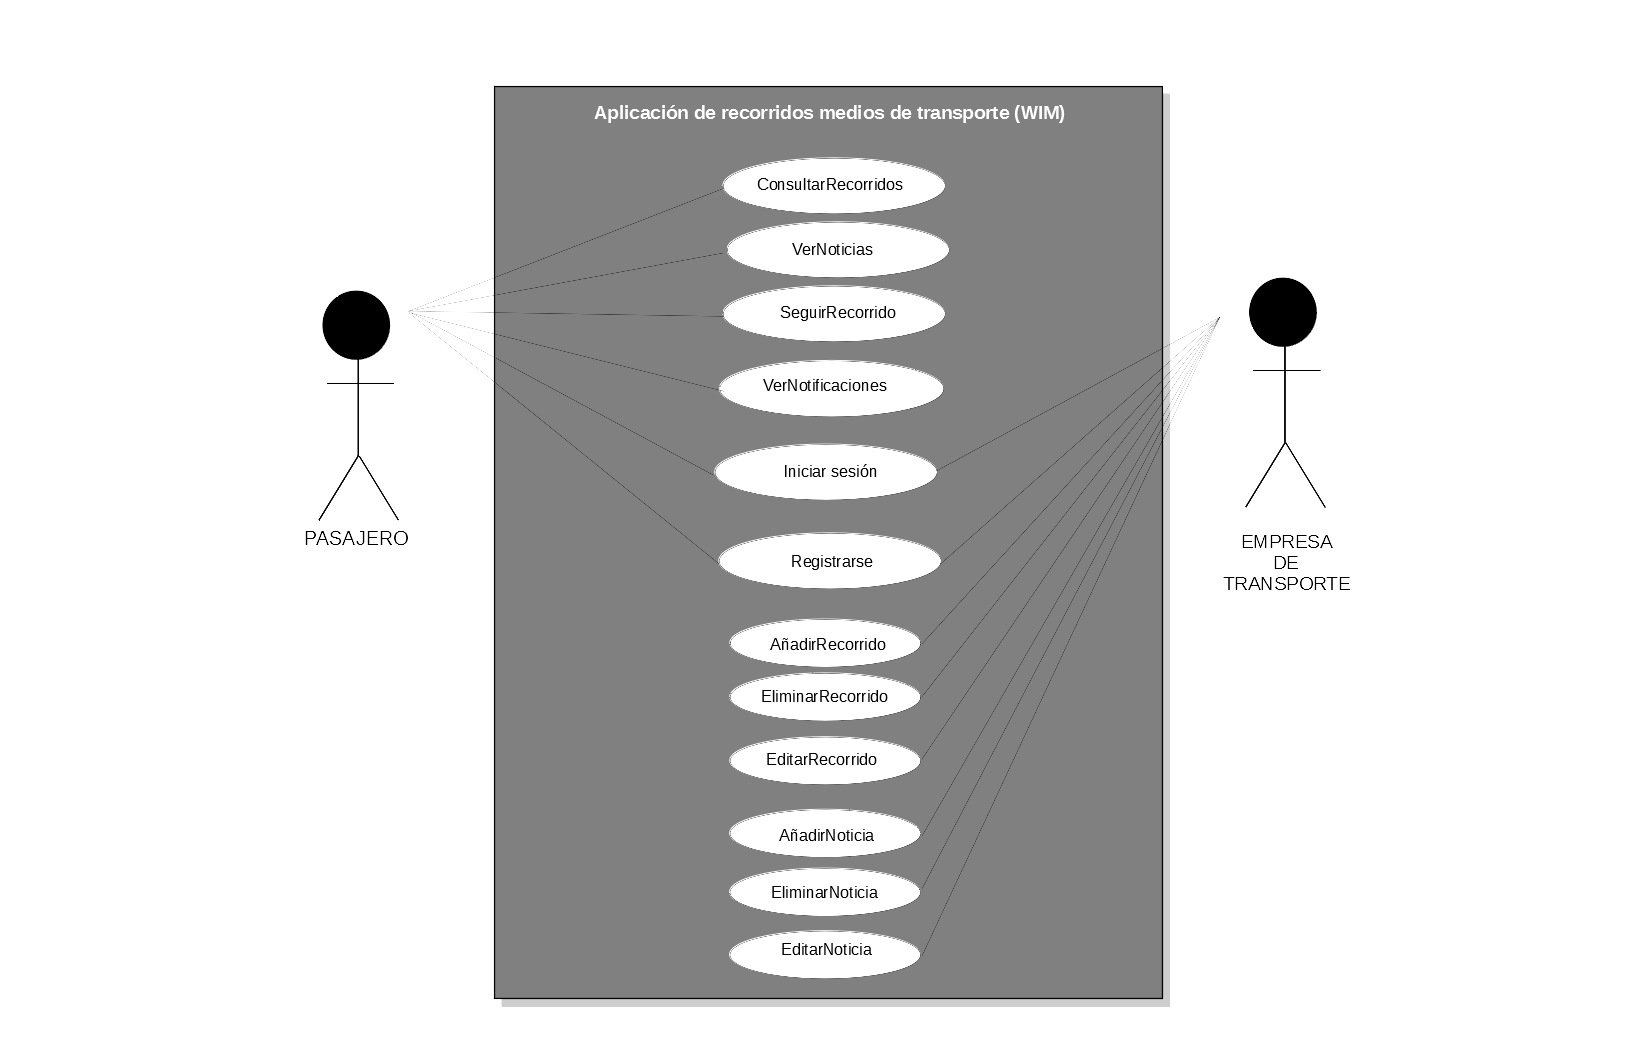 Aplicación de recorridos medios de transporte (WIM)
ConsultarRecorridos
VerNoticias
SeguirRecorrido
VerNotificaciones
Iniciar sesión
Registrarse
AñadirRecorrido
EliminarRecorrido
EditarRecorrido
AñadirNoticia
EliminarNoticia
EditarNoticia
PASAJERO
EMPRESA
DE
TRANSPORTE